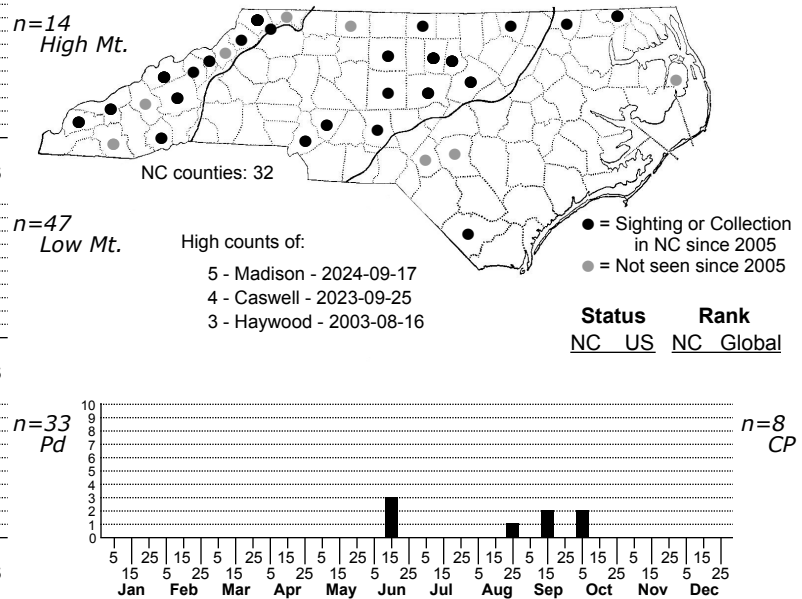 n=14
High Mt.
NC counties: 32
n=47
Low Mt.
High counts of:
5 - Madison - 2024-09-17
4 - Caswell - 2023-09-25
3 - Haywood - 2003-08-16
= Sighting or Collection
in NC since 2005
= Not seen since 2005
Status Rank
NC US NC Global
n=33
Pd
n=8
CP
10
9
8
7
6
5
4
3
2
1
0
5 25 15 5 25 15 5 25 15 5 25 15 5 25 15 5 25 15
15 5 25 15 5 25 15 5 25 15 5 25 15 5 25 15 5 25
Jan Feb Mar Apr May Jun Jul Aug Sep Oct Nov Dec